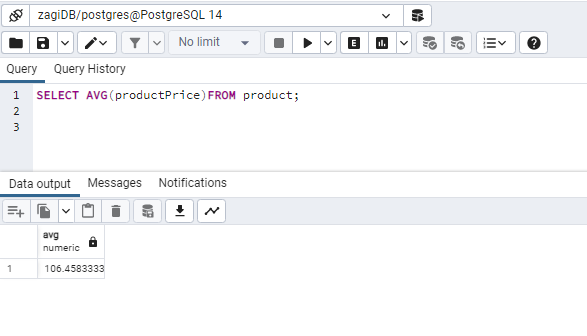 zagiDB/postgres@PostgreSQL 14
No limit
E
Query Query History
1 SELECT AVG(productPrice)FROM product;
2
3
Data output Messages Notifications
avg
numeric
1 106.4583333